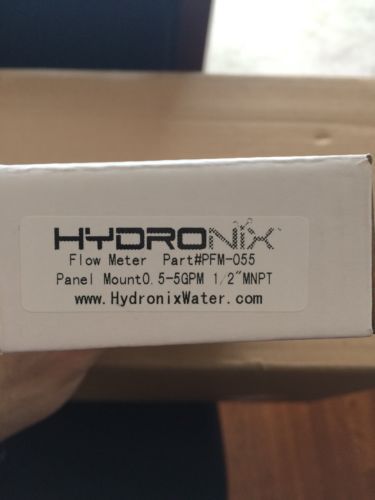 HYDRONIX
Flow Meter Part#PFM-055
Panel Mount0.5-5GPM 1/2"MNPT
www.HydronixWater.com